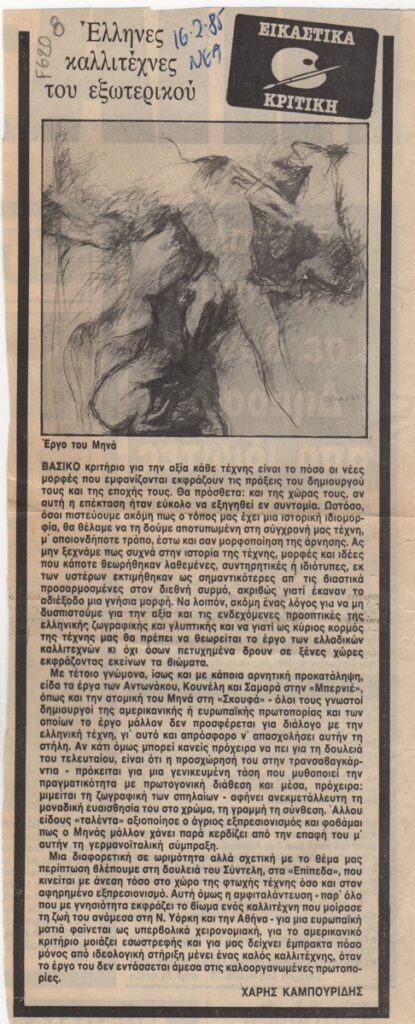 F620
8
Ἕλληνες
καλλιτέχνες
του εξωτερικού
16-2-85
ΝΕΑ
ΕΙΚΑΣΤΙΚΑ
ΚΡΙΤΙΚΗ
Έργο του Μηνά
ΒΑΣΙΚΟ κριτήριο για την αξία κάθε τέχνης είναι το πόσο οι νέες
μορφές που εμφανίζονται εκφράζουν τις πράξεις του δημιουργού
τους και της εποχής τους. Θα πρόσθετα: και της χώρας τους, αν
αυτή η επέκταση ήταν εύκολο να εξηγηθεί εν συντομία. Ωστόσο,
όσοι πιστεύουμε ακόμη πως ο τόπος μας έχει μια ιστορική ιδιομορ-
φία, θα θέλαμε να τη δούμε αποτυπωμένη στη σύγχρονή μας τέχνη,
μ' οποιονδήποτε τρόπο, έστω και σαν μορφοποίηση της άρνησης. Ας
μην ξεχνάμε πως συχνά στην ιστορία της τέχνης, μορφές και ιδέες
που κάποτε θεωρήθηκαν λαθεμένες, συντηρητικές ή ιδιότυπες, εκ
των υστέρων εκτιμήθηκαν ως σημαντικότερες απ' τις βιαστικά
προσαρμοσμένες στον διεθνή συρμό, ακριβώς γιατί έκαναν το
αδιέξοδο μια γνήσια μορφή. Να λοιπόν, ακόμη ένας λόγος για να μη
δυσπιστούμε για την αξία και τις ενδεχόμενες προοπτικές της
ελληνικής ζωγραφικής και γλυπτικής και να γιατί ως κύριος κορμός
της τέχνης μας θα πρέπει να θεωρείται το έργο των ελλαδικών
καλλιτεχνών κι όχι όσων πετυχημένα δρουν σε ξένες χώρες
εκφράζοντας εκείνων τα βιώματα.
Με τέτοιο γνώμονα, ίσως και με κάποια αρνητική προκατάληψη,
είδα τα έργα των Αντωνάκου, Κουνέλη και Σαμαρά στην «Μπερνιέ»,
όπως και την ατομική του Μηνά στη «Σκουφά» - όλοι τους γνωστοί
δημιουργοί της αμερικανικής ή ευρωπαϊκής πρωτοπορίας και των
οποίων το έργο μάλλον δεν προσφέρεται για διάλογο με την
ελληνική τέχνη, γι' αυτό και απρόσφορο ν' απασχολήσει αυτήν τη
στήλη. Αν κάτι όμως μπορεί κανείς πρόχειρα να πει για τη δουλειά
του τελευταίου, είναι ότι η προσχώρησή του στην τρανσαβαγκάρ-
ντια - πρόκειται για μια γενικευμένη τάση που μυθοποιεί την
πραγματικότητα με πρωτογονική διάθεση και μέσα, πρόχειρα:
μιμείται τη ζωγραφική των σπηλαίων - αφήνει ανεκμετάλλευτη τη
μοναδική ευαισθησία του στο χρώμα, τη γραμμή τη σύνθεση. Άλλου
είδους «ταλέντα» αξιοποίησε ο άγριος εξπρεσιονισμός και φοβάμαι
πως ο Μηνάς μάλλον χάνει παρά κερδίζει από την επαφή του μ'
αυτήν τη γερμανοϊταλική σύμπραξη.
Μια διαφορετική σε ωριμότητα αλλά σχετική με το θέμα μας
περίπτωση βλέπουμε στη δουλειά του Σύντελη, στα «Επίπεδα», που
κινείται με άνεση τόσο στο χώρο της φτωχής τέχνης όσο και στον
αφηρημένο εξπρεσιονισμό. Αυτή όμως η αμφιταλάντευση - παρ' όλο
που με γνησιότητα εκφράζει το βίωμα ενός καλλιτέχνη που μοίρασε
τη ζωή του ανάμεσα στη Ν. Υόρκη και την Αθήνα - για μια ευρωπαϊκή
ματιά φαίνεται ως υπερβολικά χειρονομιακή, για το αμερικανικό
κριτήριο μοιάζει εσωστρεφής και για μας δείχνει έμπρακτα πόσο
μόνος από ιδεολογική στήριξη μένει ένας καλός καλλιτέχνης, όταν
το έργο του δεν εντάσσεται άμεσα στις καλοοργανωμένες πρωτοπο-
ρίες.
ΧΑΡΗΣ ΚΑΜΠΟΥΡΙΔΗΣ